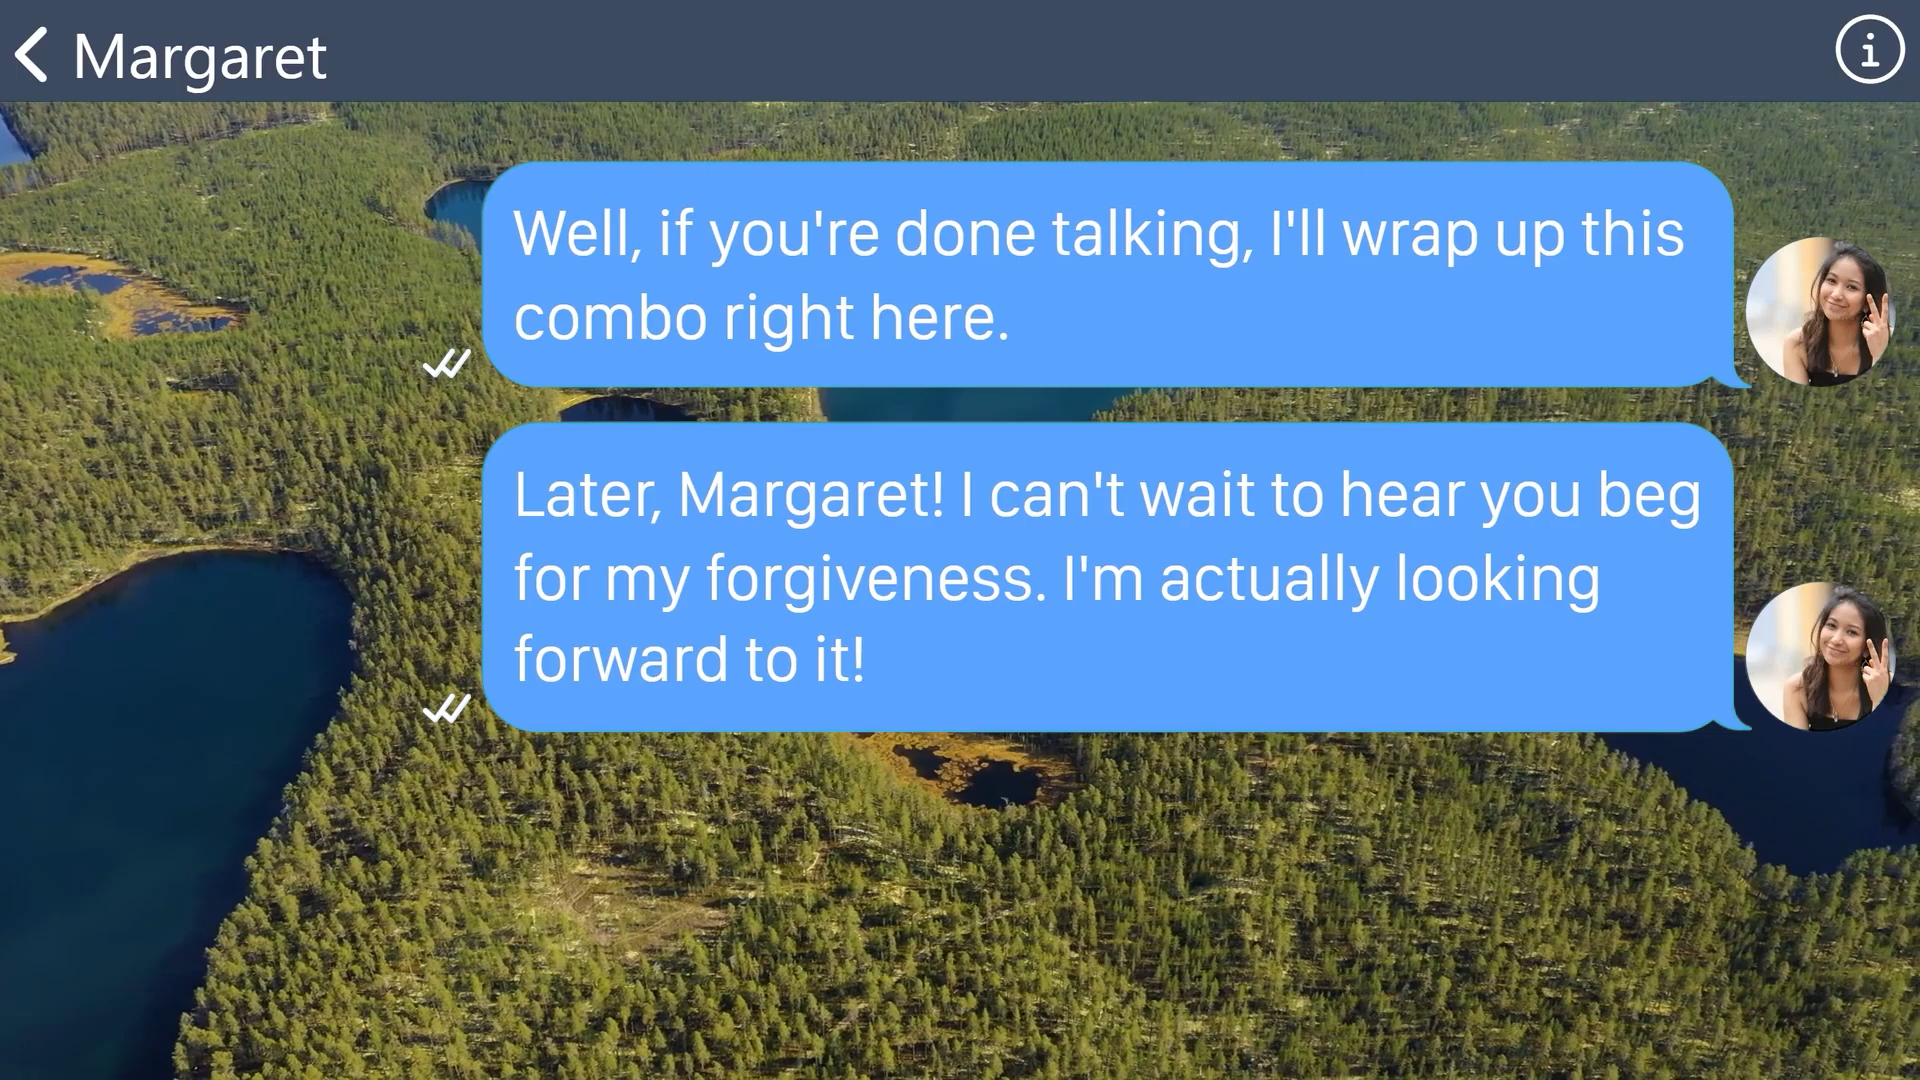 Margaret
Well, if you're done talking, I'll wrap up this
combo right here.
Later, Margaret! I can't wait to hear you beg
for my forgiveness. I'm actually looking
forward to it!